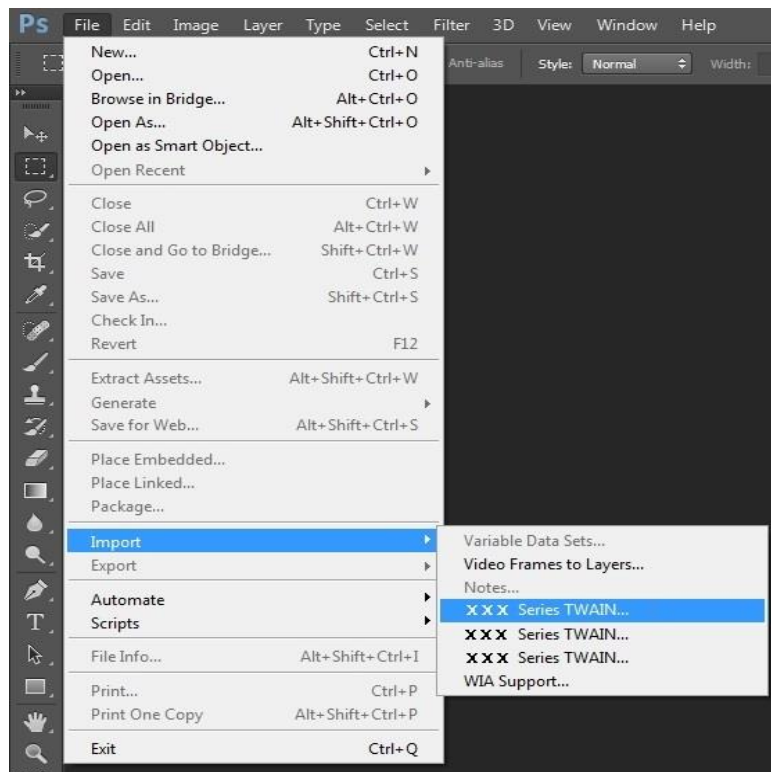 Ps File Edit Image Layer Type Select Filter 3D View Window Help
Anti-alias Style: Normal Width:
New... Ctrl+N
Open... Ctrl+O
Browse in Bridge... Alt+Ctrl+O
Open As... Alt+Shift+Ctrl+O
Open as Smart Object...
Open Recent
Close Ctrl+W
Close All Alt+Ctrl+W
Close and Go to Bridge... Shift+Ctrl+W
Save Ctrl+S
Save As... Shift+Ctrl+S
Check In...
Revert F12
Extract Assets... Alt+Shift+Ctrl+W
Generate
Save for Web... Alt+Shift+Ctrl+S
Place Embedded...
Place Linked...
Package...
Import
Export
Automate
Scripts
File Info... Alt+Shift+Ctrl+I
Print... Ctrl+P
Print One Copy Alt+Shift+Ctrl+P
Exit Ctrl+Q
Variable Data Sets...
Video Frames to Layers...
Notes...
XXX Series TWAIN...
XXX Series TWAIN...
XXX Series TWAIN...
WIA Support...